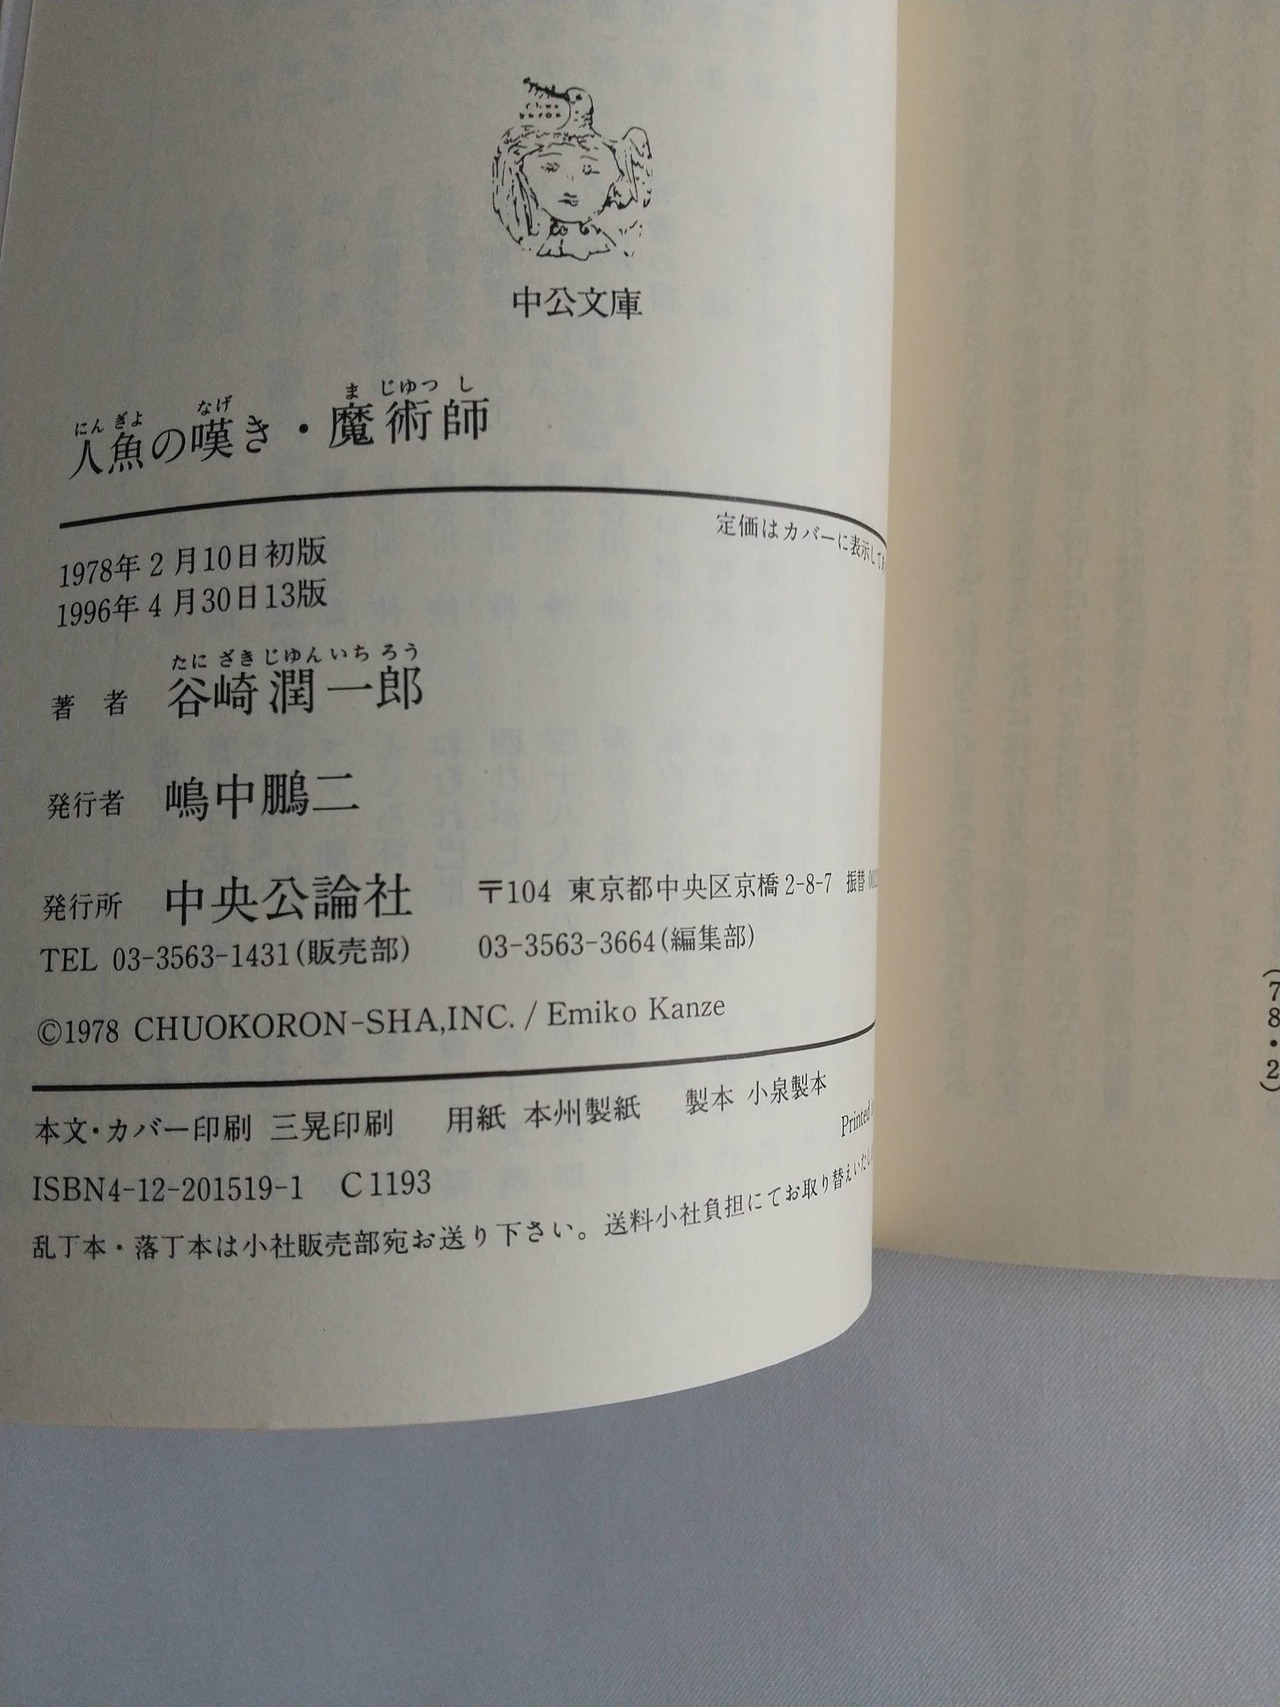 中公文庫
にん ぎよ なげ ま じゆつ し
人魚の嘆き・魔術師
定価はカバーに表示して
1978年2月10日初版
1996年4月30日13版
たに ざき じゆん いち ろう
著者 谷崎潤一郎
発行者 嶋中鵬二
発行所 中央公論社 〒104 東京都中央区京橋2-8-7 振替
TEL 03-3563-1431(販売部) 03-3563-3664(編集部)
©1978 CHUOKORON-SHA,INC. / Emiko Kanze
本文・カバー印刷 三晃印刷 用紙 本州製紙 製本 小泉製本
Printed
ISBN4-12-201519-1 C1193
乱丁本・落丁本は小社販売部宛お送り下さい。送料小社負担にてお取り替えいたし
(78・2)